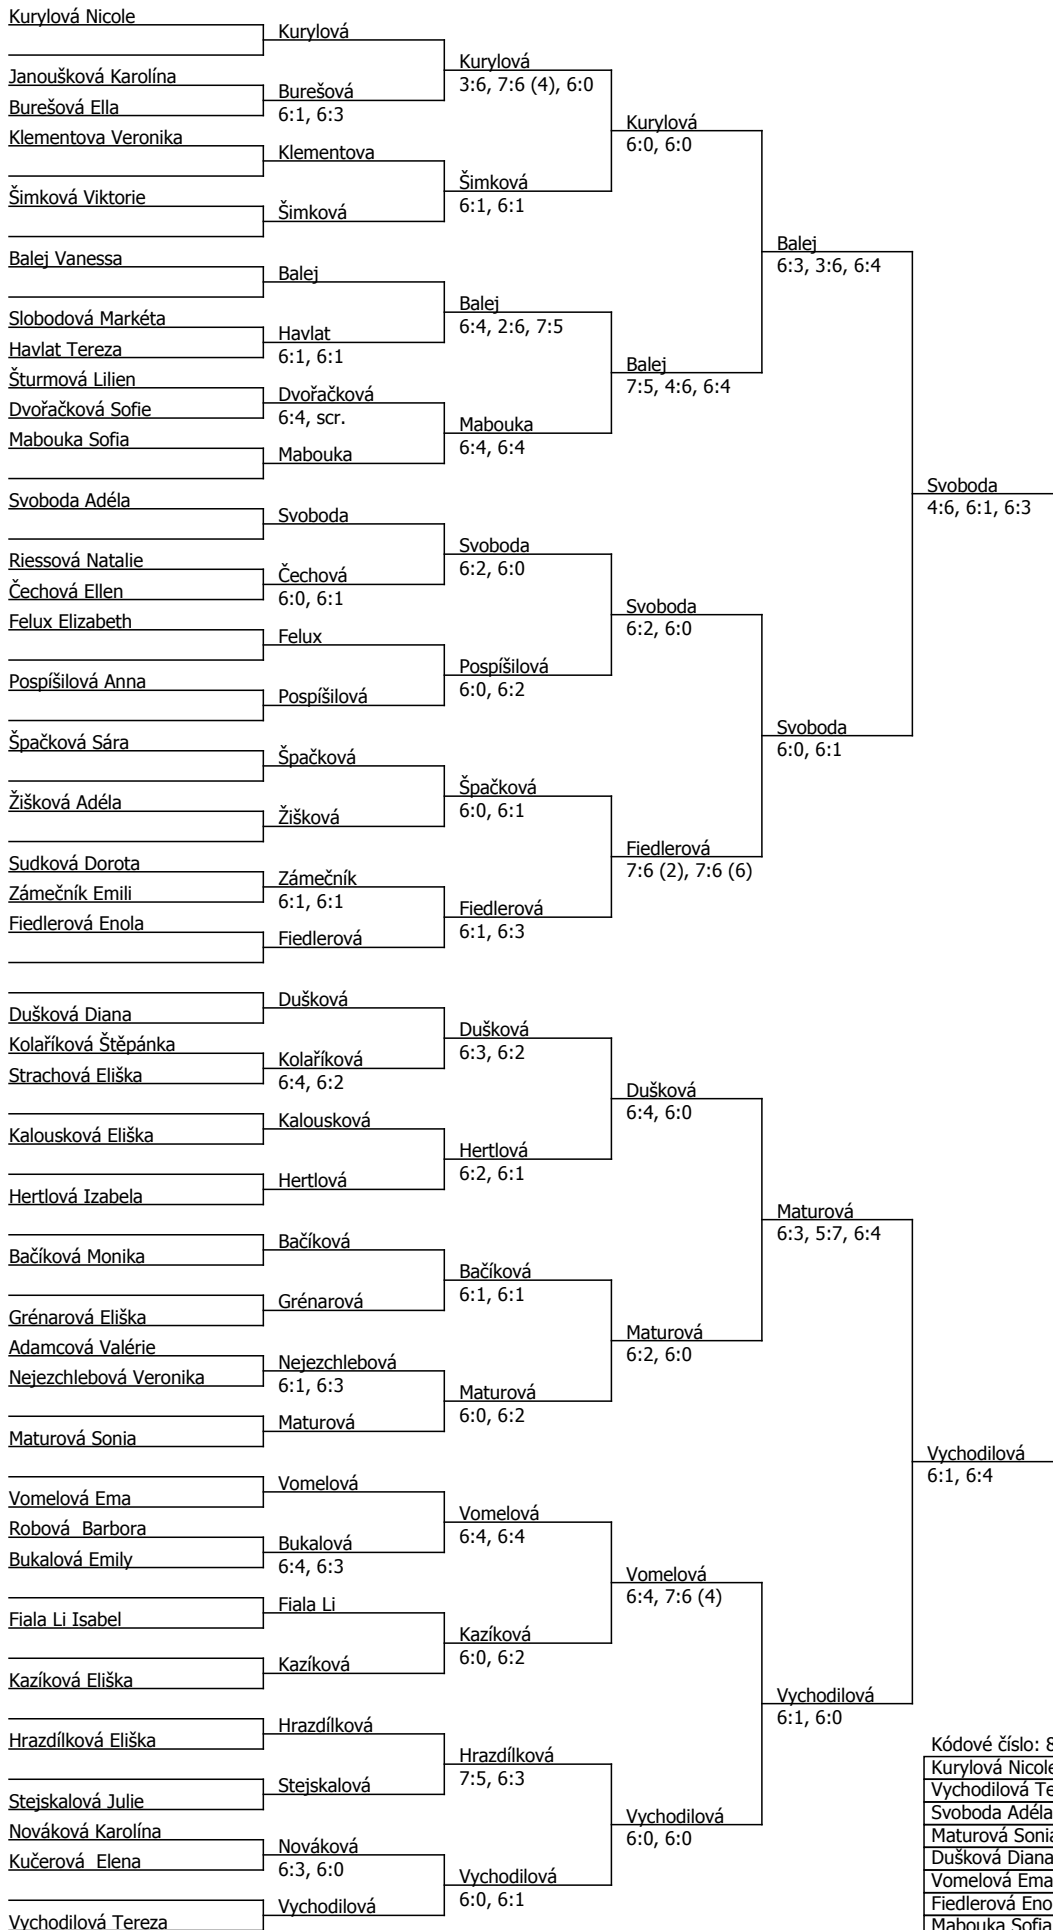 Kurylová Nicole
Kurylová
Kurylová
3:6, 7:6 (4), 6:0
Janoušková Karolína
Burešová
6:1, 6:3
Burešová Ella
Kurylová
6:0, 6:0
Klementova Veronika
Klementova
Šimková
6:1, 6:1
Šimková Viktorie
Šimková
Balej
6:3, 3:6, 6:4
Balej Vanessa
Balej
Balej
6:4, 2:6, 7:5
Slobodová Markéta
Havlat
6:1, 6:1
Havlat Tereza
Balej
7:5, 4:6, 6:4
Šturmová Lilien
Dvořačková
6:4, scr.
Dvořačková Sofie
Mabouka
6:4, 6:4
Mabouka Sofia
Mabouka
Svoboda
4:6, 6:1, 6:3
Svoboda Adéla
Svoboda
Svoboda
6:2, 6:0
Riessová Natalie
Čechová
6:0, 6:1
Čechová Ellen
Svoboda
6:2, 6:0
Felux Elizabeth
Felux
Pospíšilová
6:0, 6:2
Pospíšilová Anna
Pospíšilová
Svoboda
6:0, 6:1
Špačková Sára
Špačková
Špačková
6:0, 6:1
Žišková Adéla
Žišková
Fiedlerová
7:6 (2), 7:6 (6)
Sudková Dorota
Zámečník
6:1, 6:1
Zámečník Emili
Fiedlerová
6:1, 6:3
Fiedlerová Enola
Fiedlerová
Dušková
Dušková Diana
Dušková
6:3, 6:2
Kolaříková Štěpánka
Kolaříková
6:4, 6:2
Strachová Eliška
Dušková
6:4, 6:0
Kalousková
Kalousková Eliška
Hertlová
6:2, 6:1
Hertlová
Hertlová Izabela
Maturová
6:3, 5:7, 6:4
Bačíková
Bačíková Monika
Bačíková
6:1, 6:1
Grénarová
Grénarová Eliška
Maturová
6:2, 6:0
Adamcová Valérie
Nejezchlebová
6:1, 6:3
Nejezchlebová Veronika
Maturová
6:0, 6:2
Maturová
Maturová Sonia
Vychodilová
6:1, 6:4
Vomelová
Vomelová Ema
Vomelová
6:4, 6:4
Robová  Barbora
Bukalová
6:4, 6:3
Bukalová Emily
Vomelová
6:4, 7:6 (4)
Fiala Li
Fiala Li Isabel
Kazíková
6:0, 6:2
Kazíková
Kazíková Eliška
Vychodilová
6:1, 6:0
Hrazdílková
Hrazdílková Eliška
Hrazdílková
7:5, 6:3
Stejskalová
Stejskalová Julie
Vychodilová
6:0, 6:0
Nováková Karolína
Nováková
6:3, 6:0
Kučerová  Elena
Vychodilová
6:0, 6:1
Vychodilová
Vychodilová Tereza
Kódové číslo: 8
Kurylová Nicole
Vychodilová Te
Svoboda Adéla
Maturová Sonia
Dušková Diana
Vomelová Ema
Fiedlerová Eno
Mabouka Sofia